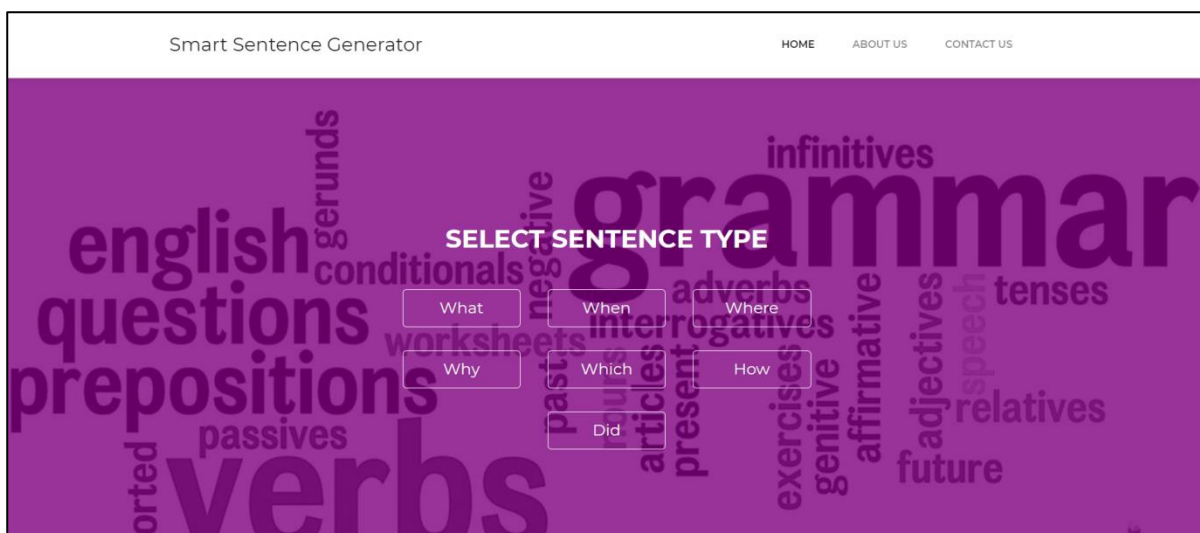 Smart Sentence Generator
HOME ABOUT US CONTACT US
gerunds
infinitives
grammar
negative
english
SELECT SENTENCE TYPE
conditionals
adverbs
tenses
speech
questions
What When Where
interrogatives
worksheets
affirmative
adjectives
prepositions
Why Which How
past
articles
present
exercises
genitive
relatives
passives
Did
future
verbs
orted